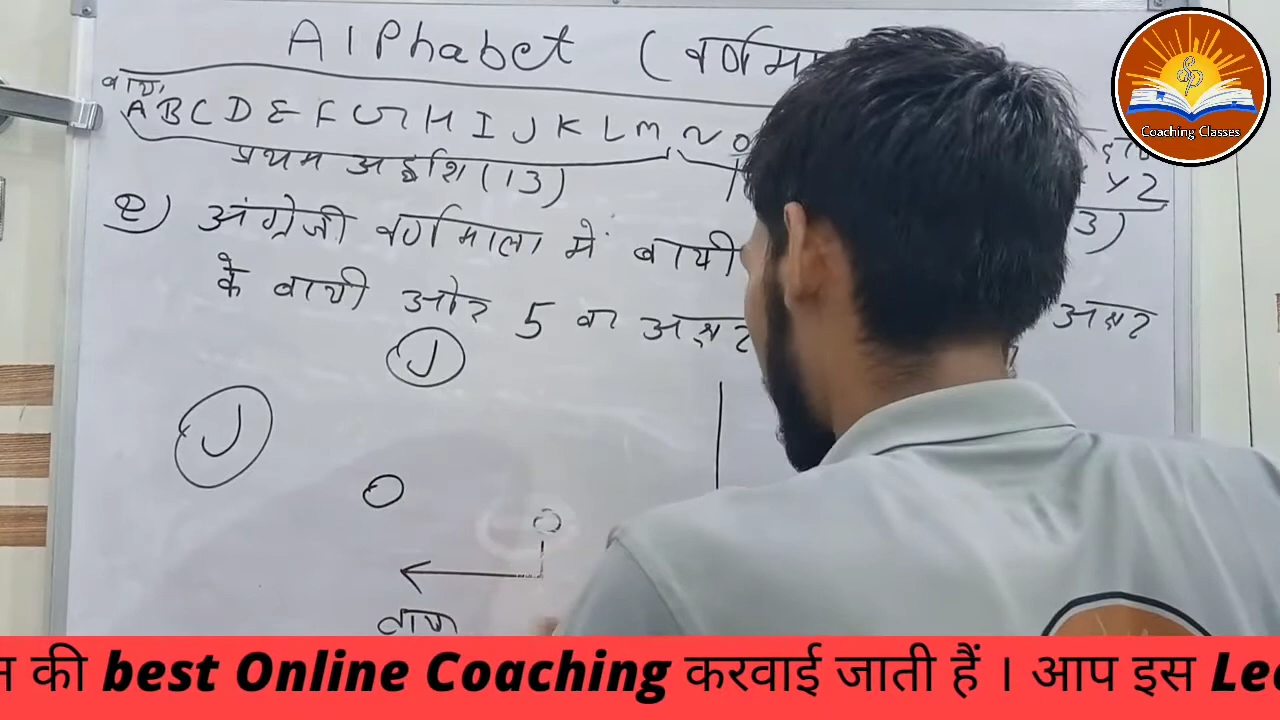 Alphabet (वर्णमा
बाय
A B C D E F G H I J K L M N O
Y Z
प्रथम अर्द्धांश (13)
3)
अंग्रेजी वर्णमाला में बायी
के बायी ओर 5 वा अक्षर
अक्षर
J
J
O
O
बाय
SP
Coaching Classes
की best Online Coaching करवाई जाती हैं । आप इस Le